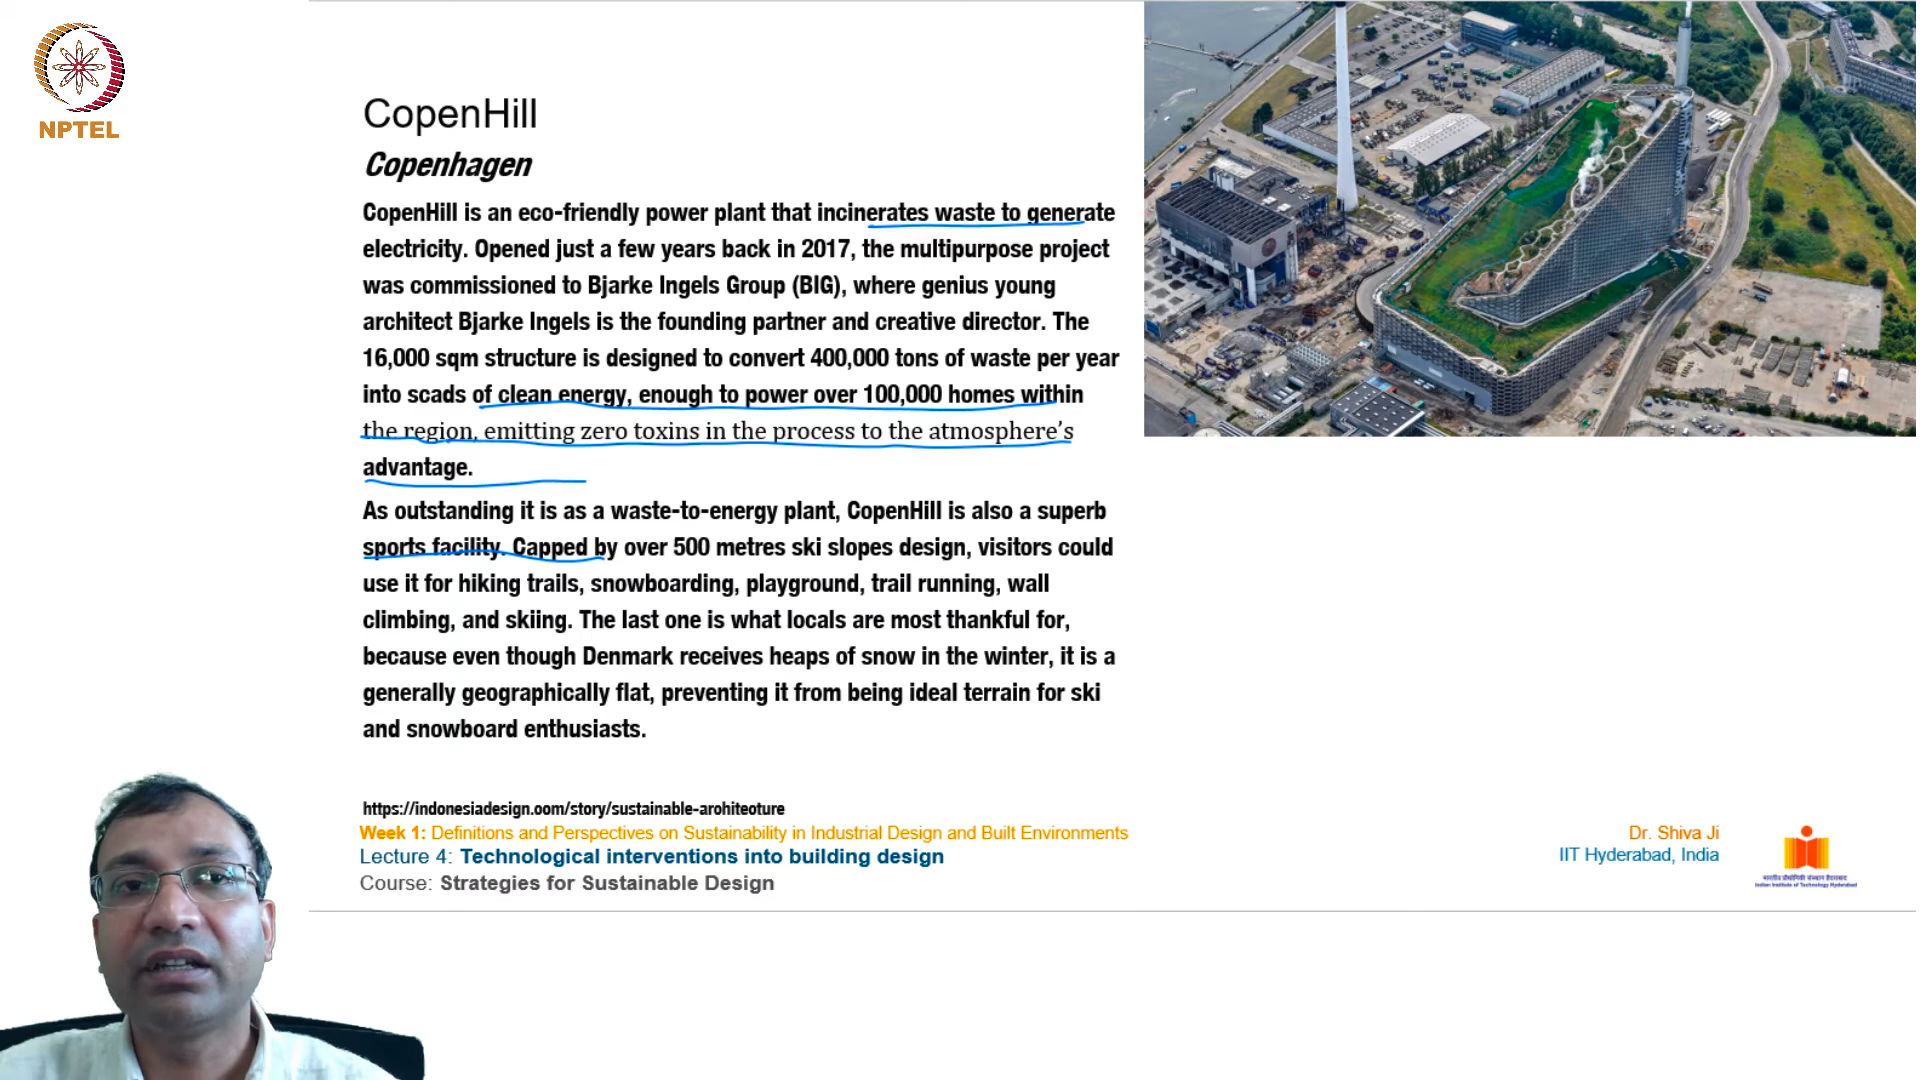 NPTEL
CopenHill
Copenhagen
CopenHill is an eco-friendly power plant that incinerates waste to generate
electricity. Opened just a few years back in 2017, the multipurpose project
was commissioned to Bjarke Ingels Group (BIG), where genius young
architect Bjarke Ingels is the founding partner and creative director. The
16,000 sqm structure is designed to convert 400,000 tons of waste per year
into scads of clean energy, enough to power over 100,000 homes within
the region, emitting zero toxins in the process to the atmosphere's
advantage.
As outstanding it is as a waste-to-energy plant, CopenHill is also a superb
sports facility. Capped by over 500 metres ski slopes design, visitors could
use it for hiking trails, snowboarding, playground, trail running, wall
climbing, and skiing. The last one is what locals are most thankful for,
because even though Denmark receives heaps of snow in the winter, it is a
generally geographically flat, preventing it from being ideal terrain for ski
and snowboard enthusiasts.
https://indonesiadesign.com/story/sustainable-architecture
Week 1: Definitions and Perspectives on Sustainability in Industrial Design and Built Environments
Lecture 4: Technological interventions into building design
Course: Strategies for Sustainable Design
Dr. Shiva Ji
IIT Hyderabad, India
भारतीय प्रौद्योगिकी संस्थान हैदराबाद
Indian Institute of Technology Hyderabad